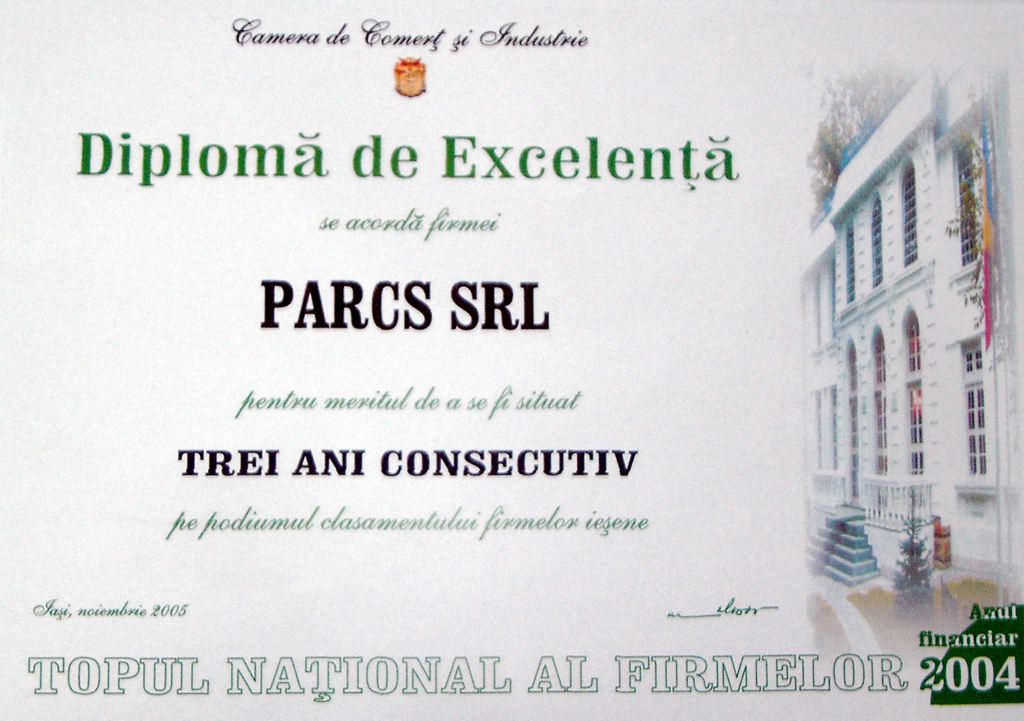 Camera de Comerţ şi Industrie
Diplomă de Excelenţă
se acordă firmei
PARCS SRL
pentru meritul de a se fi situat
TREI ANI CONSECUTIV
pe podiumul clasamentului firmelor ieşene
Iaşi, noiembrie 2005
TOPUL NAŢIONAL AL FIRMELOR
Anul
financiar
2004